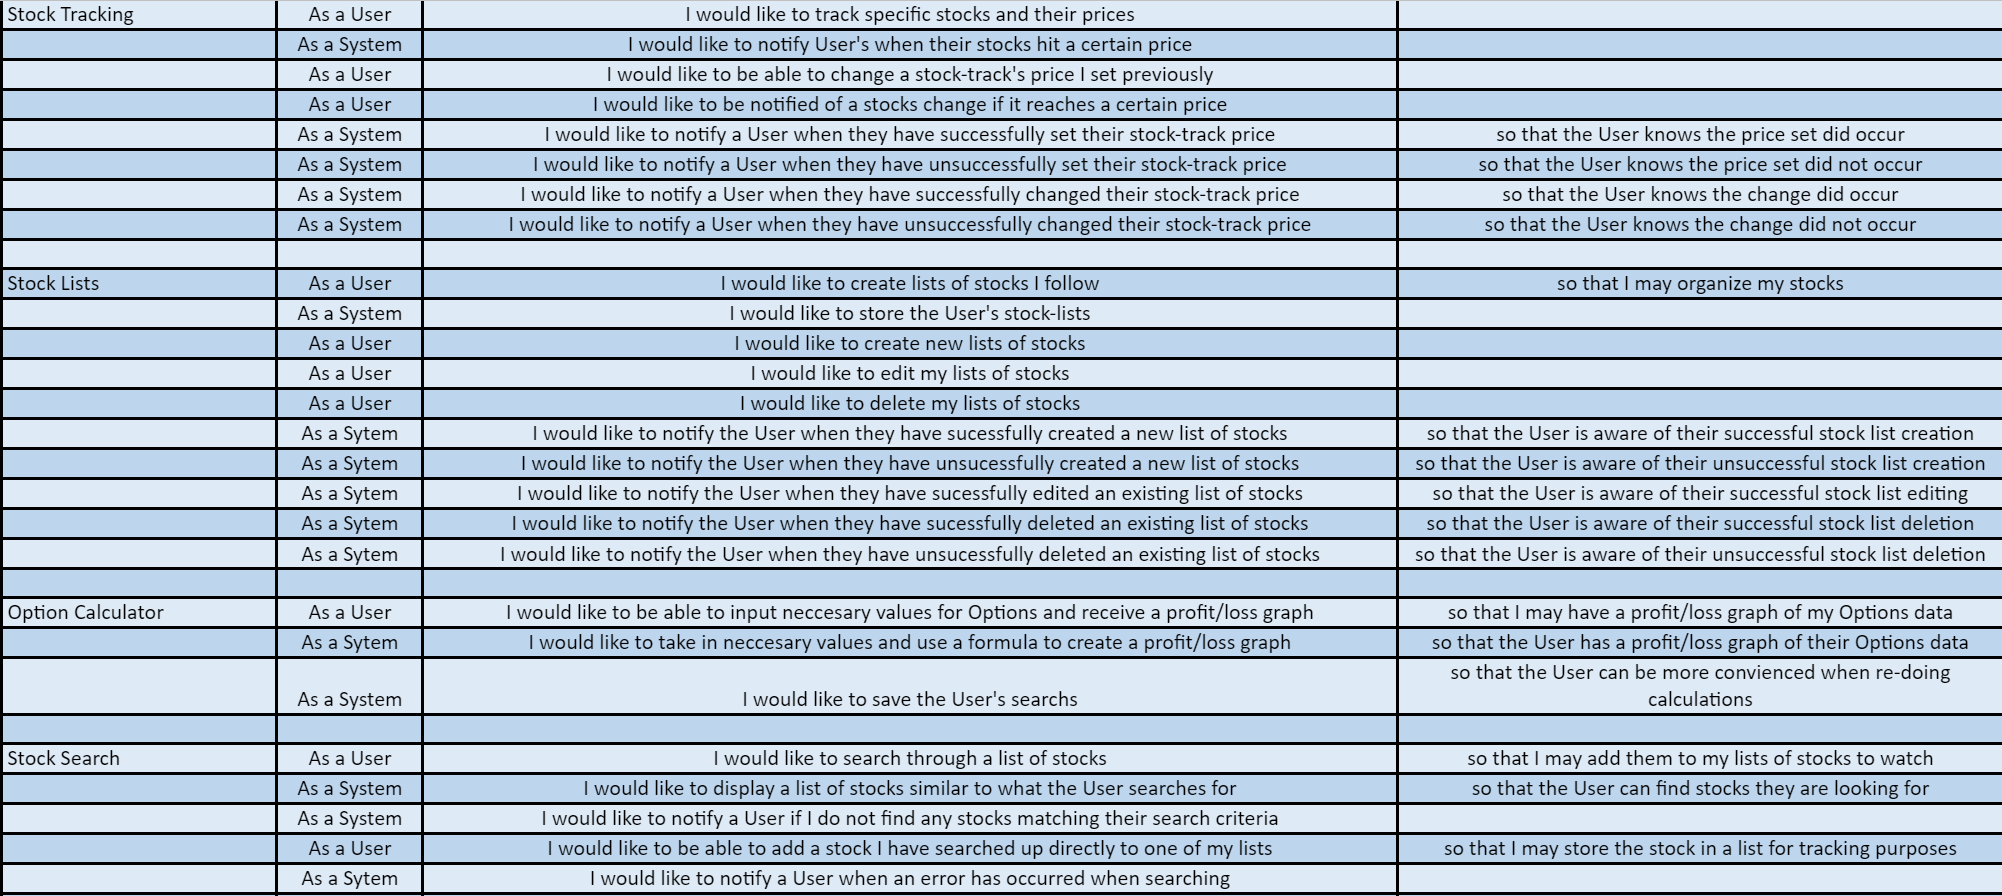 Stock Tracking As a User I would like to track specific stocks and their prices
As a System I would like to notify User's when their stocks hit a certain price
As a User I would like to be able to change a stock-track's price I set previously
As a User I would like to be notified of a stocks change if it reaches a certain price
As a System I would like to notify a User when they have successfully set their stock-track price so that the User knows the price set did occur
As a System I would like to notify a User when they have unsuccessfully set their stock-track price so that the User knows the price set did not occur
As a System I would like to notify a User when they have successfully changed their stock-track price so that the User knows the change did occur
As a System I would like to notify a User when they have unsuccessfully changed their stock-track price so that the User knows the change did not occur
Stock Lists As a User I would like to create lists of stocks I follow so that I may organize my stocks
As a System I would like to store the User's stock-lists
As a User I would like to create new lists of stocks
As a User I would like to edit my lists of stocks
As a User I would like to delete my lists of stocks
As a Sytem I would like to notify the User when they have sucessfully created a new list of stocks so that the User is aware of their successful stock list creation
As a Sytem I would like to notify the User when they have unsucessfully created a new list of stocks so that the User is aware of their unsuccessful stock list creation
As a Sytem I would like to notify the User when they have sucessfully edited an existing list of stocks so that the User is aware of their successful stock list editing
As a Sytem I would like to notify the User when they have sucessfully deleted an existing list of stocks so that the User is aware of their successful stock list deletion
As a Sytem I would like to notify the User when they have unsucessfully deleted an existing list of stocks so that the User is aware of their unsuccessful stock list deletion
Option Calculator As a User I would like to be able to input neccesary values for Options and receive a profit/loss graph so that I may have a profit/loss graph of my Options data
As a Sytem I would like to take in neccesary values and use a formula to create a profit/loss graph so that the User has a profit/loss graph of their Options data
so that the User can be more convienced when re-doing
As a System I would like to save the User's searchs calculations
Stock Search As a User I would like to search through a list of stocks so that I may add them to my lists of stocks to watch
As a System I would like to display a list of stocks similar to what the User searches for so that the User can find stocks they are looking for
As a System I would like to notify a User if I do not find any stocks matching their search criteria
As a User I would like to be able to add a stock I have searched up directly to one of my lists so that I may store the stock in a list for tracking purposes
As a Sytem I would like to notify a User when an error has occurred when searching